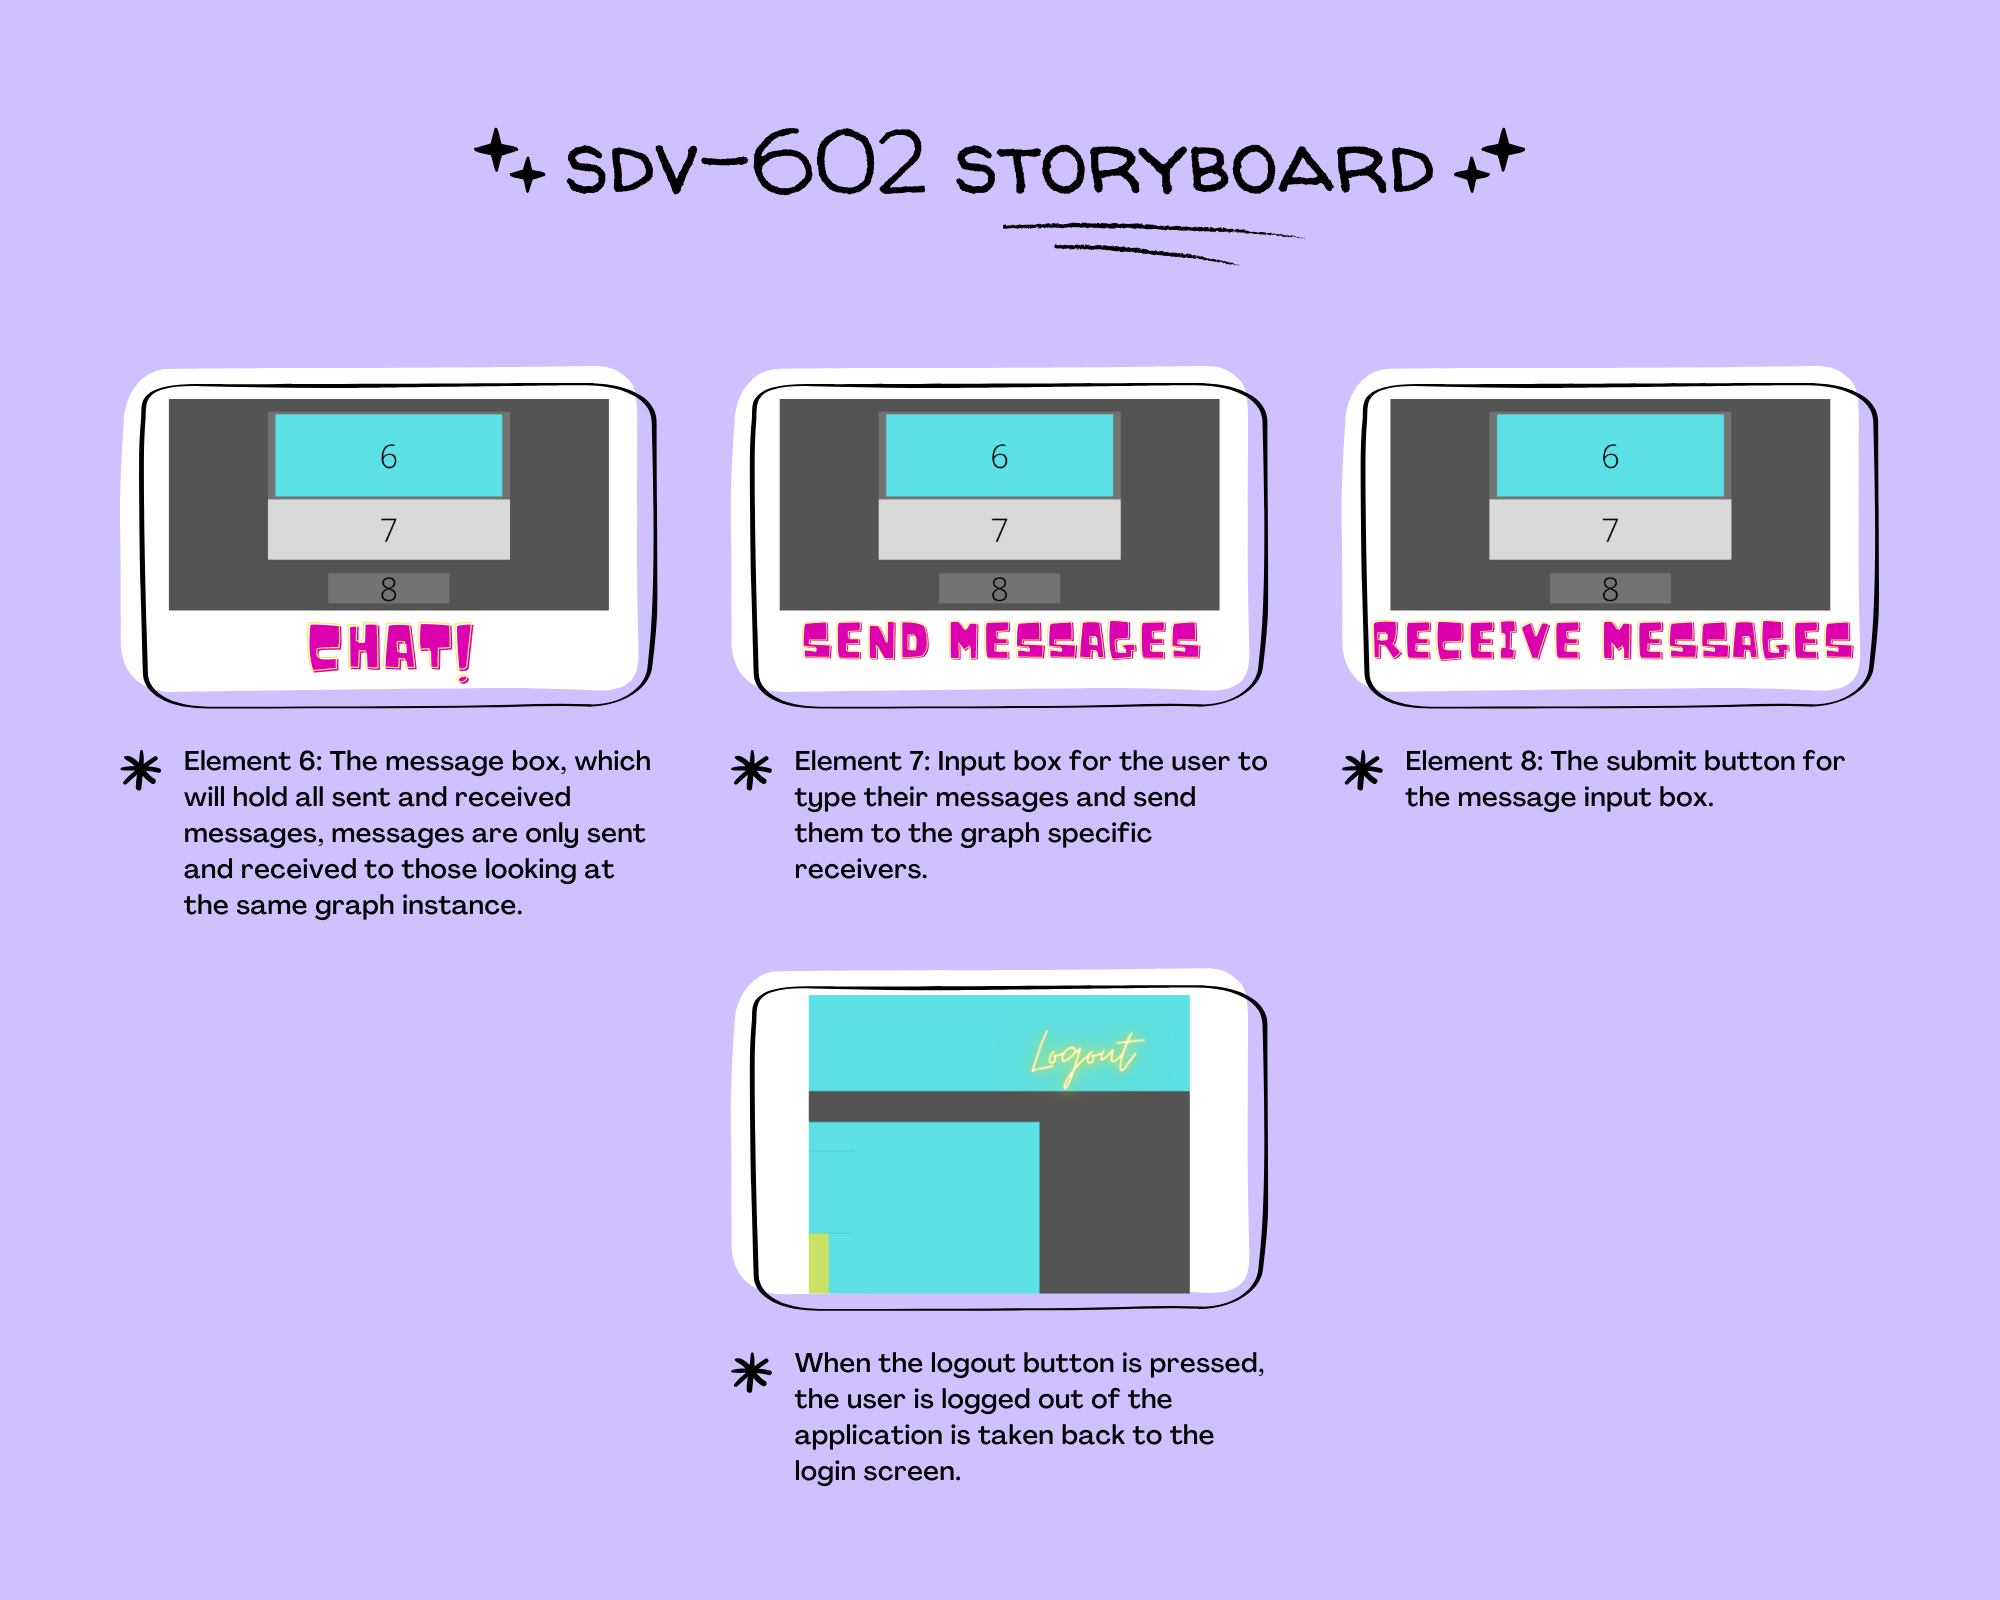 SDV-602 STORYBOARD
6
7
8
CHAT!
6
7
8
SEND MESSAGES
6
7
8
RECEIVE MESSAGES
Element 6: The message box, which
will hold all sent and received
messages, messages are only sent
and received to those looking at
the same graph instance.
Element 7: Input box for the user to
type their messages and send
them to the graph specific
receivers.
Element 8: The submit button for
the message input box.
Logout
When the logout button is pressed,
the user is logged out of the
application is taken back to the
login screen.